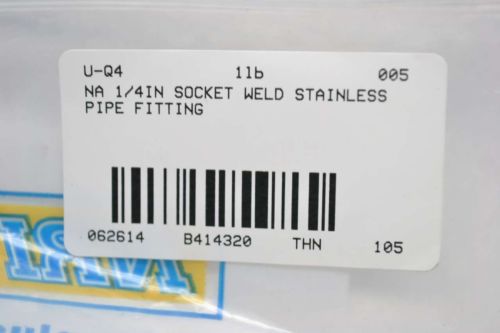 U-Q4 1lb 005
NA 1/4IN SOCKET WELD STAINLESS
PIPE FITTING
062614 B414320 THN 105